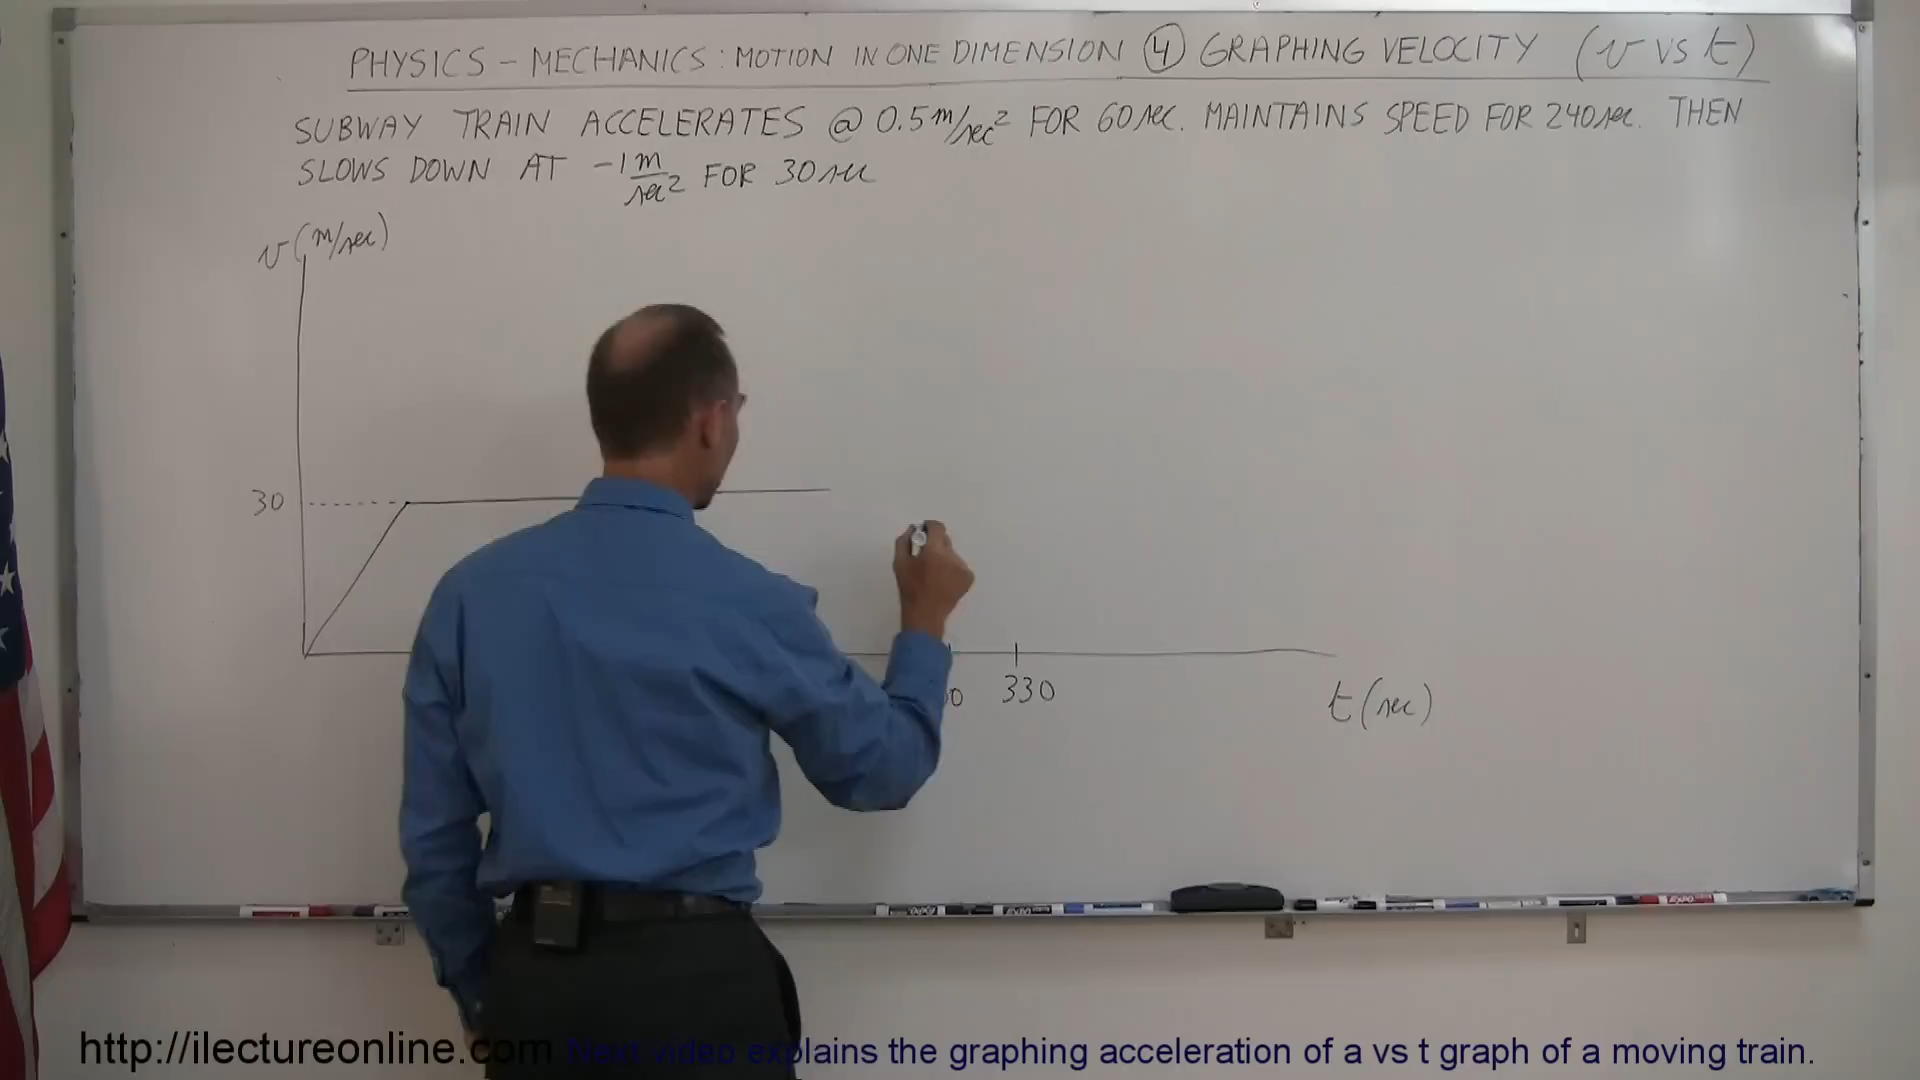 PHYSICS - MECHANICS: MOTION IN ONE DIMENSION ④ GRAPHING VELOCITY (v vs t)
SUBWAY TRAIN ACCELERATES @ 0.5 m/sec² FOR 60 sec. MAINTAINS SPEED FOR 240 sec. THEN
SLOWS DOWN AT -1 m/sec² FOR 30 sec
v (m/sec)
30
330
t (sec)
http://ilectureonline.com Next video explains the graphing acceleration of a vs t graph of a moving train.